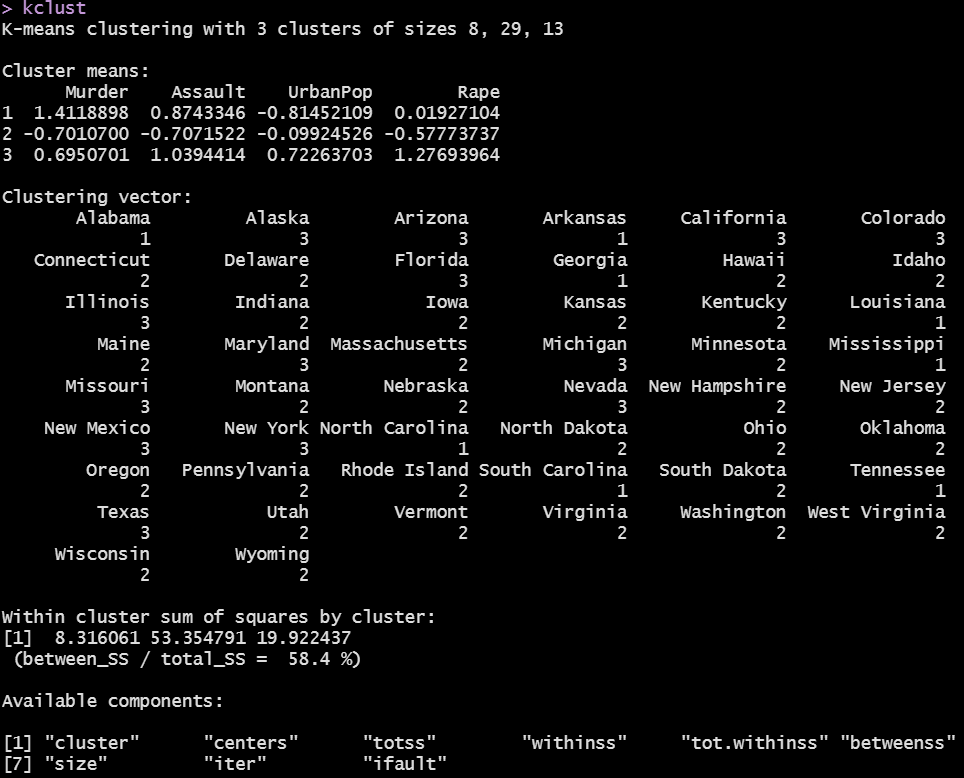 > kclust
K-means clustering with 3 clusters of sizes 8, 29, 13
Cluster means:
Murder Assault UrbanPop Rape
1 1.4118898 0.8743346 -0.81452109 0.01927104
2 -0.7010700 -0.7071522 -0.09924526 -0.57773737
3 0.6950701 1.0394414 0.72263703 1.27693964
Clustering vector:
Alabama Alaska Arizona Arkansas California Colorado
1 3 3 1 3 3
Connecticut Delaware Florida Georgia Hawaii Idaho
2 2 3 1 2 2
Illinois Indiana Iowa Kansas Kentucky Louisiana
3 2 2 2 2 1
Maine Maryland Massachusetts Michigan Minnesota Mississippi
2 3 2 3 2 1
Missouri Montana Nebraska Nevada New Hampshire New Jersey
3 2 2 3 2 2
New Mexico New York North Carolina North Dakota Ohio Oklahoma
3 3 1 2 2 2
Oregon Pennsylvania Rhode Island South Carolina South Dakota Tennessee
2 2 2 1 2 1
Texas Utah Vermont Virginia Washington West Virginia
3 2 2 2 2 2
Wisconsin Wyoming
2 2
Within cluster sum of squares by cluster:
[1] 8.316061 53.354791 19.922437
(between_SS / total_SS = 58.4 %)
Available components:
[1] "cluster" "centers" "totss" "withinss" "tot.withinss" "betweenss"
[7] "size" "iter" "ifault"